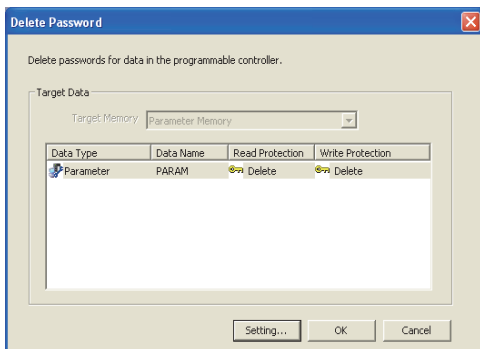 Delete Password
Delete passwords for data in the programmable controller.
Target Data
Target Memory Parameter Memory
Data Type Data Name Read Protection Write Protection
Parameter PARAM Delete Delete
Setting... OK Cancel